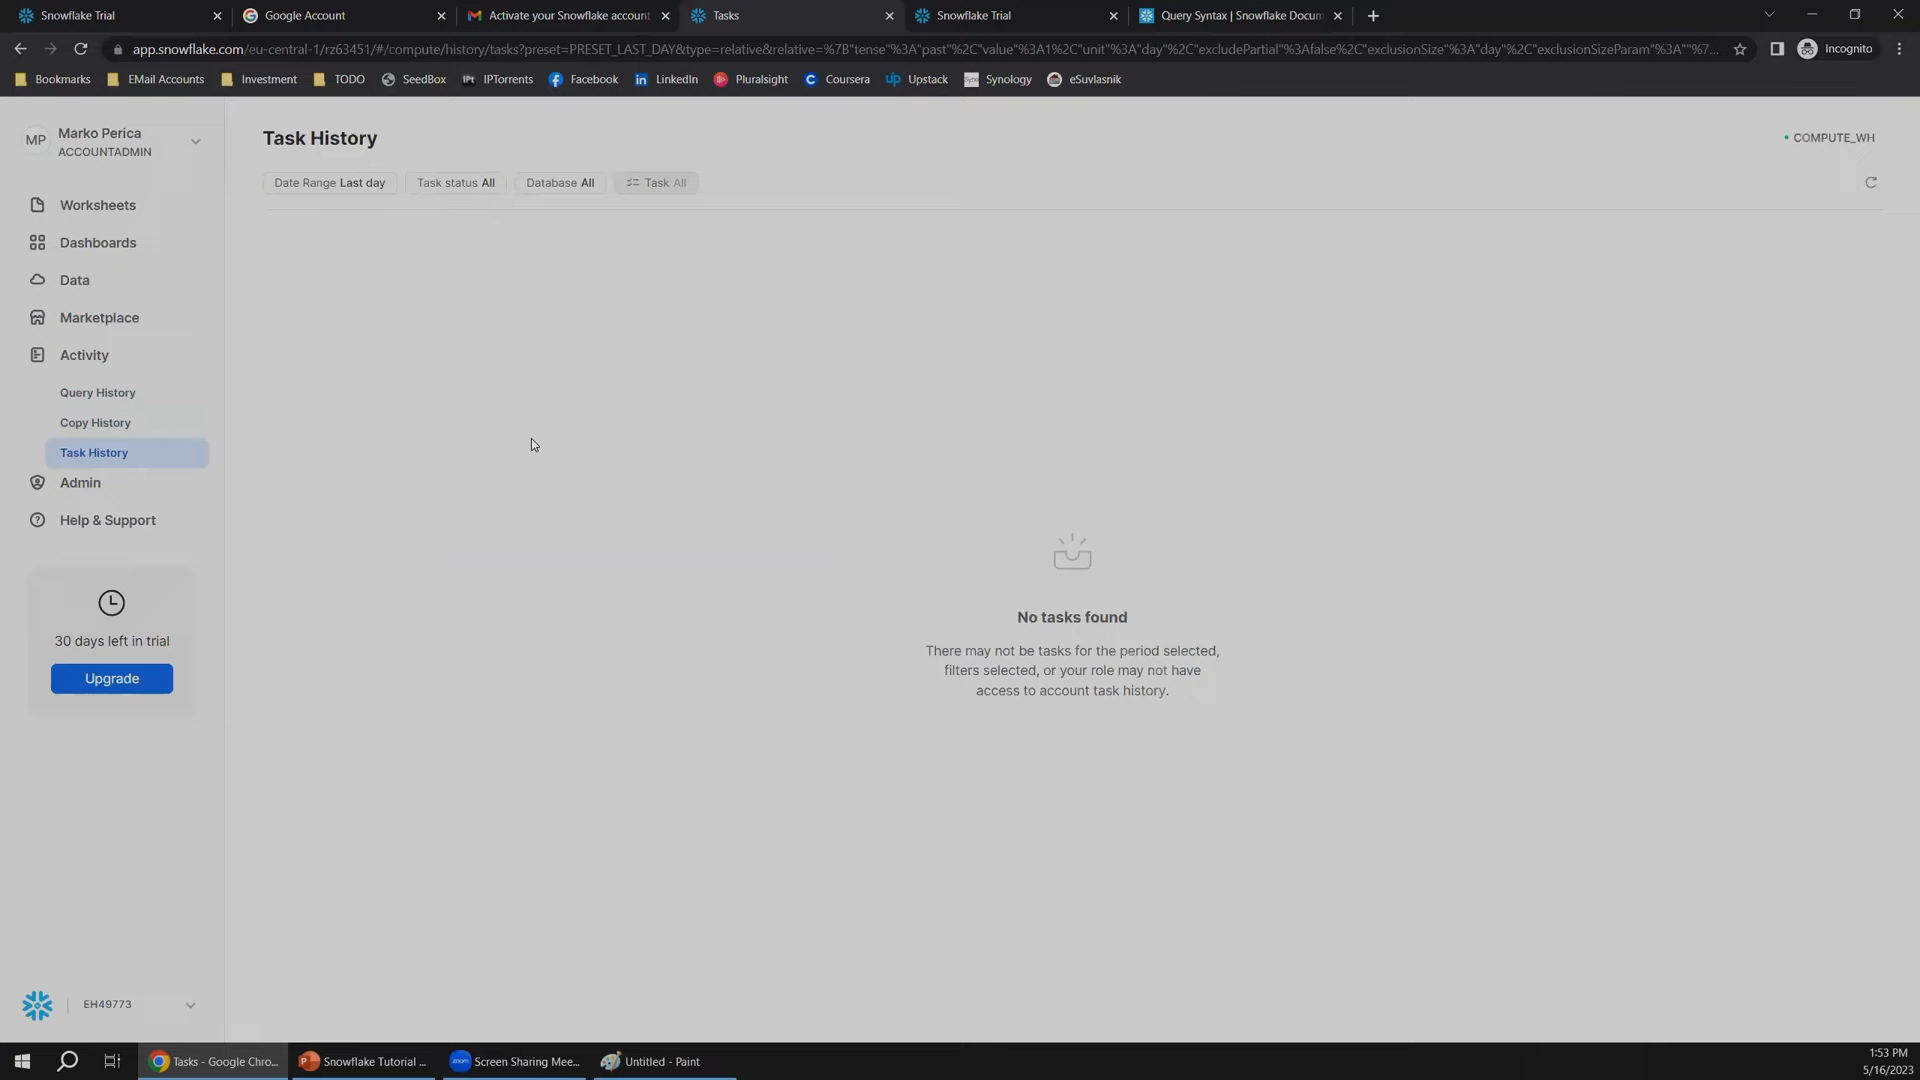 Snowflake Trial
Google Account
Activate your Snowflake account
Tasks
Snowflake Trial
Query Syntax | Snowflake Docum
app.snowflake.com/eu-central-1/rz63451/#/compute/history/tasks?preset=PRESET_LAST_DAY&type=relative&relative=%7B"tense"%3A"past"%2C"value"%3A1%2C"unit"%3A"day"%2C"excludePartial"%3Afalse%2C"exclusionSize"%3A"day"%2C"exclusionSizeParam"%3A""%7...
Incognito
Bookmarks
EMail Accounts
Investment
TODO
SeedBox
IPt IPTorrents
Facebook
LinkedIn
Pluralsight
Coursera
Upstack
Synology
eSuvlasnik
MP
Marko Perica
ACCOUNTADMIN
Worksheets
Dashboards
Data
Marketplace
Activity
Query History
Copy History
Task History
Admin
Help & Support
30 days left in trial
Upgrade
EH49773
Task History
COMPUTE_WH
Date Range Last day
Task status All
Database All
Task All
No tasks found
There may not be tasks for the period selected,
filters selected, or your role may not have
access to account task history.
Tasks - Google Chro...
Snowflake Tutorial ...
zoom
Screen Sharing Mee...
Untitled - Paint
1:53 PM
5/16/2023